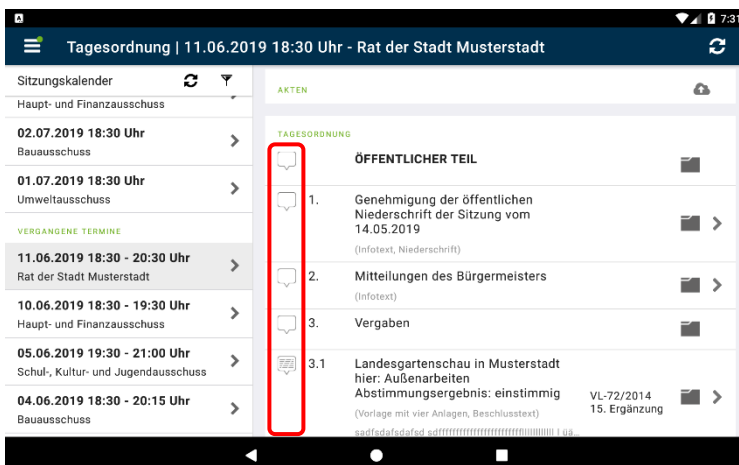 A
7:31
Tagesordnung | 11.06.2019 18:30 Uhr - Rat der Stadt Musterstadt
Sitzungskalender
Haupt- und Finanzausschuss
02.07.2019 18:30 Uhr
Bauausschuss
01.07.2019 18:30 Uhr
Umweltausschuss
VERGANGENE TERMINE
11.06.2019 18:30 - 20:30 Uhr
Rat der Stadt Musterstadt
10.06.2019 18:30 - 19:30 Uhr
Haupt- und Finanzausschuss
05.06.2019 19:30 - 21:00 Uhr
Schul-, Kultur- und Jugendausschuss
04.06.2019 18:30 - 20:15 Uhr
Bauausschuss
AKTEN
TAGESORDNUNG
ÖFFENTLICHER TEIL
1. Genehmigung der öffentlichen
Niederschrift der Sitzung vom
14.05.2019
(Infotext, Niederschrift)
2. Mitteilungen des Bürgermeisters
(Infotext)
3. Vergaben
3.1 Landesgartenschau in Musterstadt
hier: Außenarbeiten
Abstimmungsergebnis: einstimmig
(Vorlage mit vier Anlagen, Beschlusstext)
VL-72/2014
15. Ergänzung